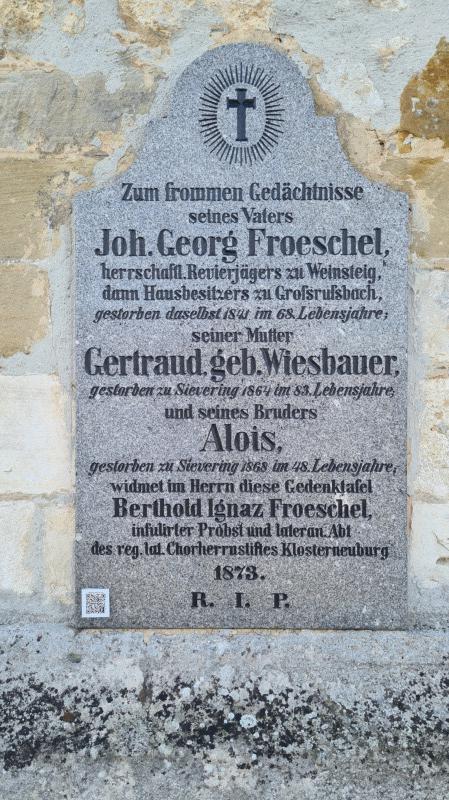 Zum frommen Gedächtnisse
seines Vaters
Joh. Georg Froeschel,
herrschaftl. Revierjägers zu Weinsteig,
dann Hausbesitzers zu Grofsrufsbach,
gestorben daselbst 1841 im 68. Lebensjahre;
seiner Mutter
Gertraud, geb. Wiesbauer,
gestorben zu Sievering 1864 im 83. Lebensjahre,
und seines Bruders
Alois,
gestorben zu Sievering 1868 im 48. Lebensjahre,
widmet im Herrn diese Gedenktafel
Berthold Ignaz Froeschel,
infulirter Probst und lateran. Abt
des reg. lat. Chorherrnstiftes Klosterneuburg
1873.
R. I. P.